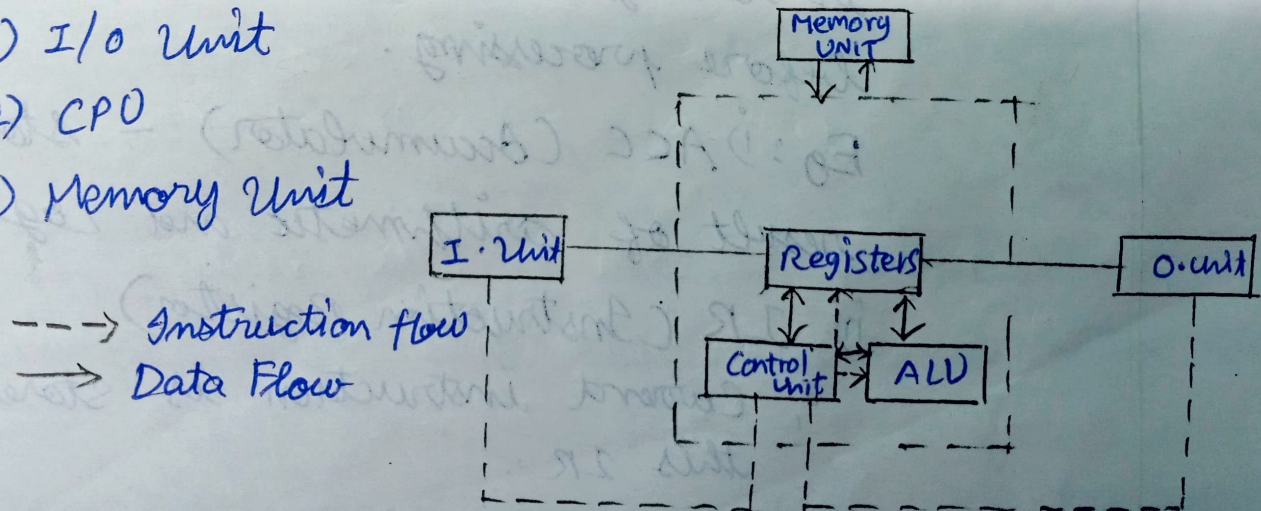 ) I/O Unit
) CPU
) Memory Unit
---> Instruction flow
—> Data Flow
Memory
UNIT
I. Unit
Registers
O. unit
Control
Unit
ALU